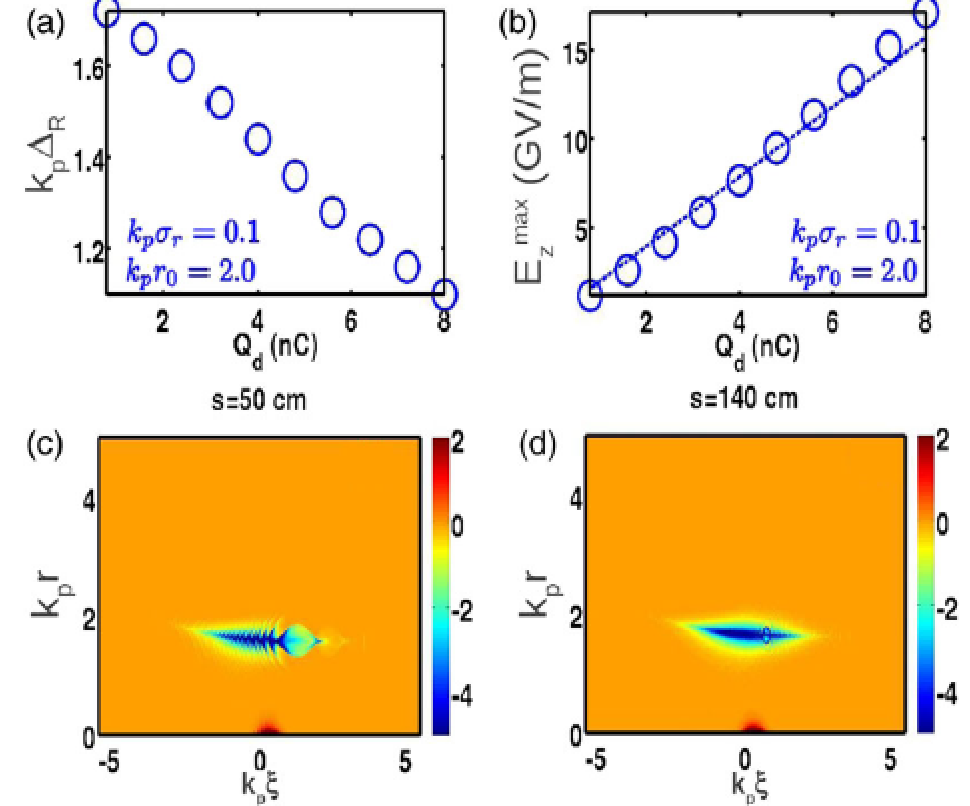 (a)
k_pΔ_R
1.6
1.4
1.2
k_pσ_r = 0.1
k_pr_0 = 2.0
2 4 6 8
Q_d (nC)
(b)
E_z^max (GV/m)
15
10
5
k_pσ_r = 0.1
k_pr_0 = 2.0
2 4 6 8
Q_d (nC)
s=50 cm
(c)
k_pr
4
2
0
-5 0 5
k_pξ
2
0
-2
-4
s=140 cm
(d)
k_pr
4
2
0
-5 0 5
k_pξ
2
0
-2
-4